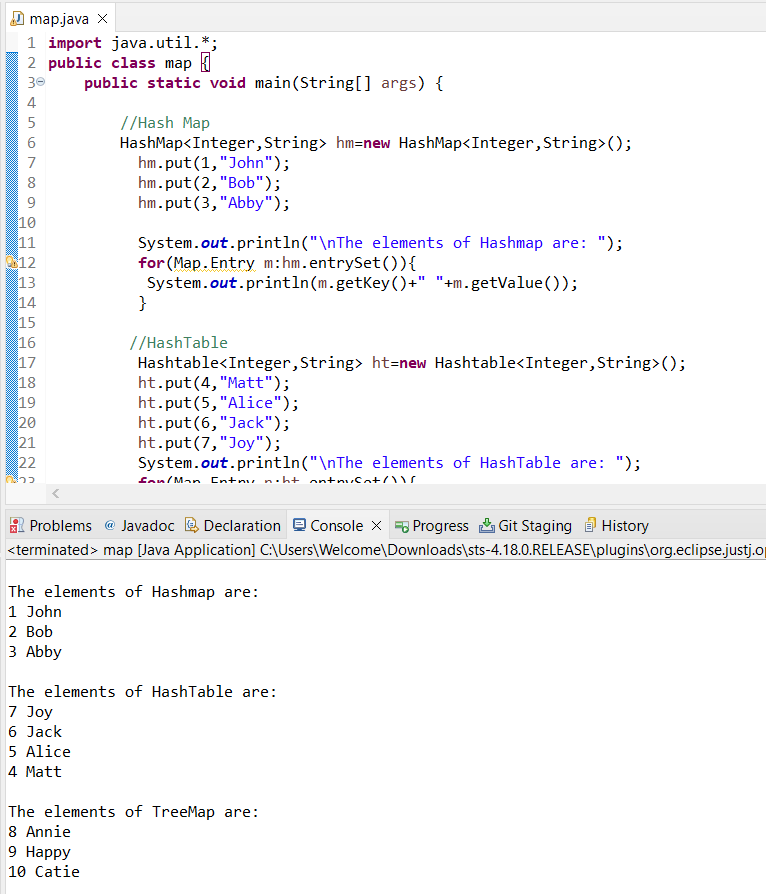 map.java
1 import java.util.*;
2 public class map {
3 public static void main(String[] args) {
4
5 //Hash Map
6 HashMap<Integer,String> hm=new HashMap<Integer,String>();
7 hm.put(1,"John");
8 hm.put(2,"Bob");
9 hm.put(3,"Abby");
10
11 System.out.println("\nThe elements of Hashmap are: ");
12 for(Map.Entry m:hm.entrySet()){
13 System.out.println(m.getKey()+" "+m.getValue());
14 }
15
16 //HashTable
17 Hashtable<Integer,String> ht=new Hashtable<Integer,String>();
18 ht.put(4,"Matt");
19 ht.put(5,"Alice");
20 ht.put(6,"Jack");
21 ht.put(7,"Joy");
22 System.out.println("\nThe elements of HashTable are: ");
23 for(Map.Entry n:ht.entrySet()){
Problems @ Javadoc Declaration Console Progress Git Staging History
<terminated> map [Java Application] C:\Users\Welcome\Downloads\sts-4.18.0.RELEASE\plugins\org.eclipse.justj.op
The elements of Hashmap are:
1 John
2 Bob
3 Abby
The elements of HashTable are:
7 Joy
6 Jack
5 Alice
4 Matt
The elements of TreeMap are:
8 Annie
9 Happy
10 Catie